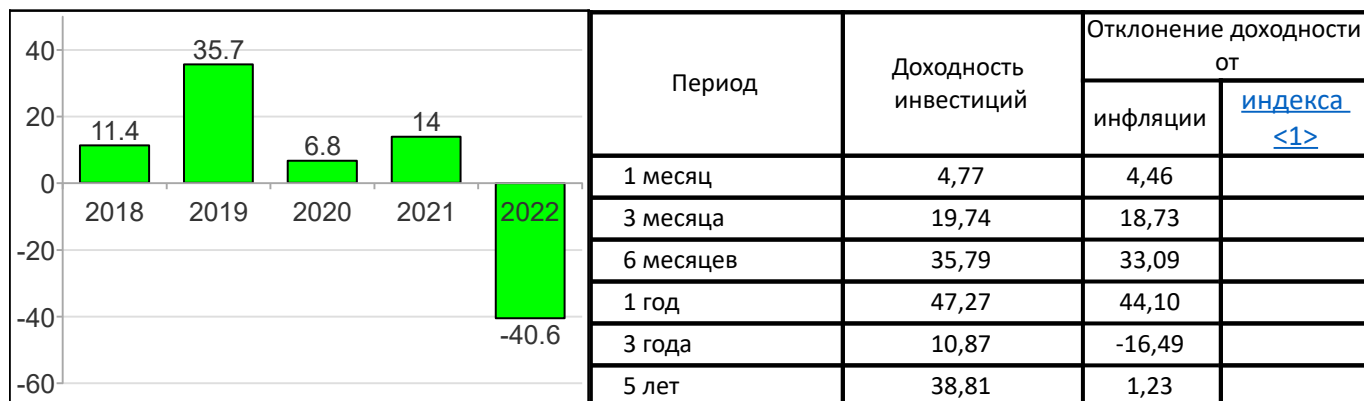 40
20
0
-20
-40
-60
11.4
35.7
6.8
14
-40.6
2018
2019
2020
2021
2022
Период
Доходность
инвестиций
Отклонение доходности
от
инфляции
индекса
<1>
1 месяц 4,77 4,46
3 месяца 19,74 18,73
6 месяцев 35,79 33,09
1 год 47,27 44,10
3 года 10,87 -16,49
5 лет 38,81 1,23